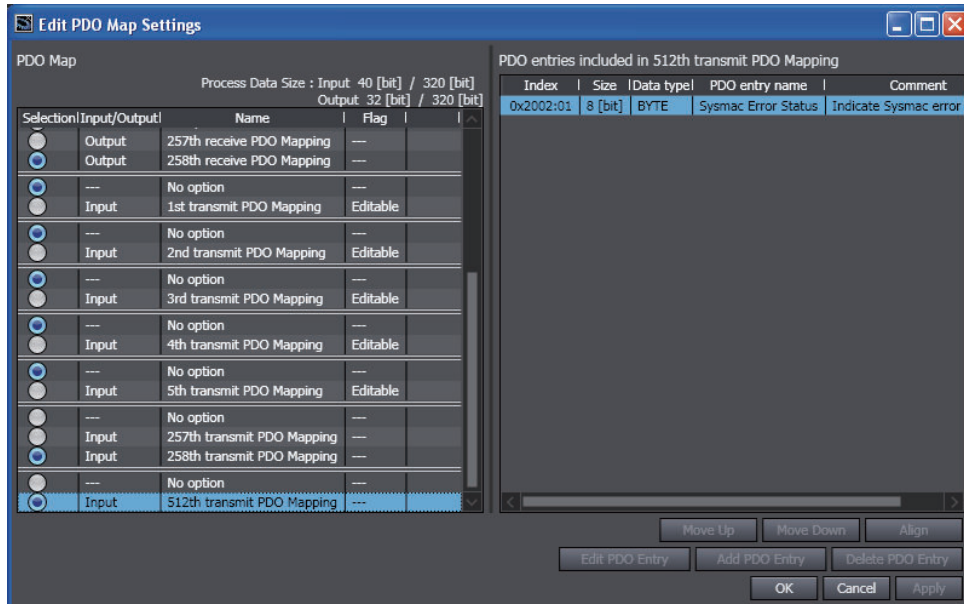 Edit PDO Map Settings
PDO Map
Process Data Size : Input 40 [bit] / 320 [bit]
Output 32 [bit] / 320 [bit]
Selection Input/Output Name Flag
Output 257th receive PDO Mapping ---
Output 258th receive PDO Mapping ---
--- No option ---
Input 1st transmit PDO Mapping Editable
--- No option ---
Input 2nd transmit PDO Mapping Editable
--- No option ---
Input 3rd transmit PDO Mapping Editable
--- No option ---
Input 4th transmit PDO Mapping Editable
--- No option ---
Input 5th transmit PDO Mapping Editable
--- No option ---
Input 257th transmit PDO Mapping ---
Input 258th transmit PDO Mapping ---
--- No option ---
Input 512th transmit PDO Mapping ---
PDO entries included in 512th transmit PDO Mapping
Index Size Data type PDO entry name Comment
0x2002:01 8 [bit] BYTE Sysmac Error Status Indicate Sysmac error
Move Up Move Down Align
Edit PDO Entry Add PDO Entry Delete PDO Entry
OK Cancel Apply